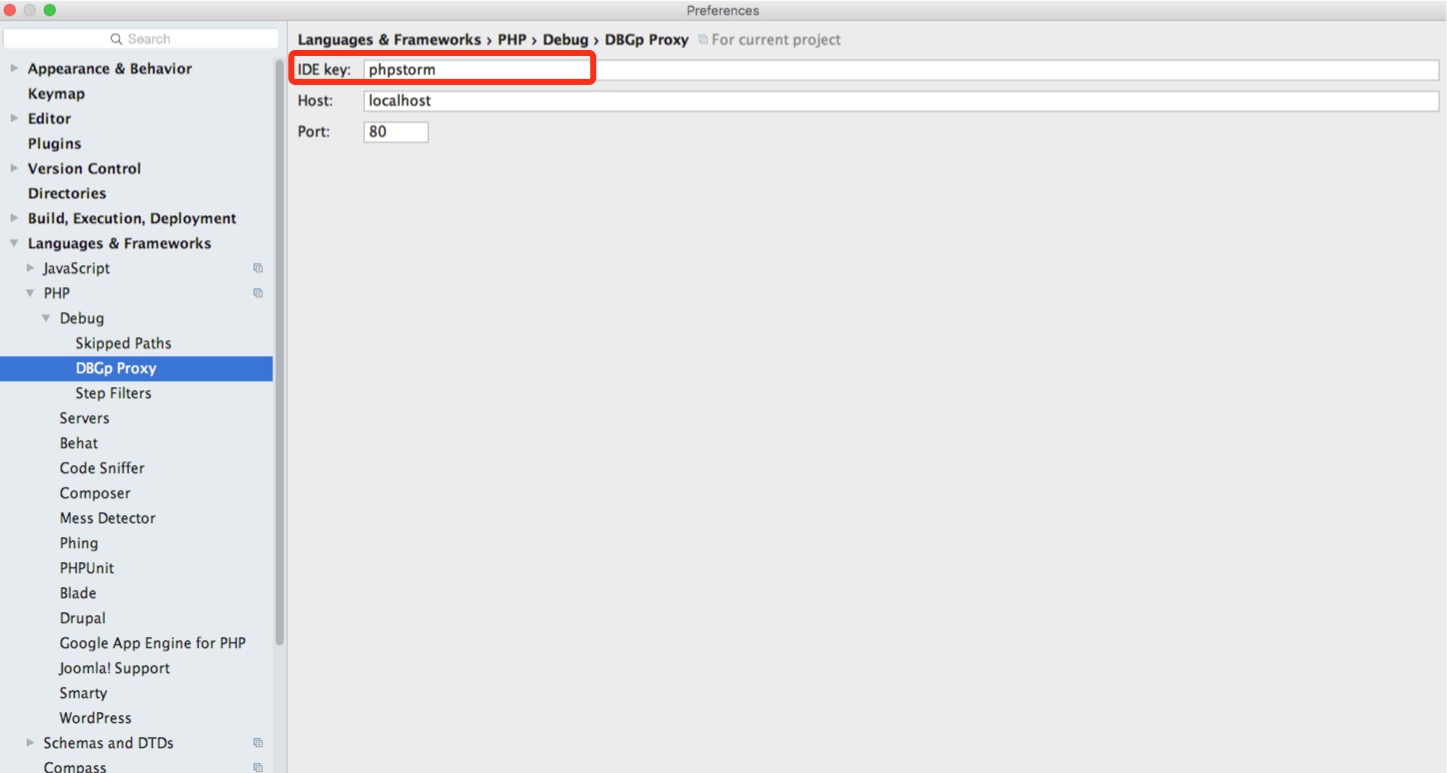 Preferences
Search
Appearance & Behavior
Keymap
Editor
Plugins
Version Control
Directories
Build, Execution, Deployment
Languages & Frameworks
JavaScript
PHP
Debug
Skipped Paths
DBGp Proxy
Step Filters
Servers
Behat
Code Sniffer
Composer
Mess Detector
Phing
PHPUnit
Blade
Drupal
Google App Engine for PHP
Joomla! Support
Smarty
WordPress
Schemas and DTDs
Compass
Languages & Frameworks › PHP › Debug › DBGp Proxy For current project
IDE key: phpstorm
Host: localhost
Port: 80